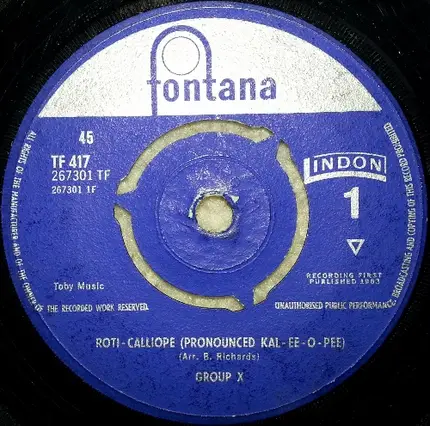 fontana
45
TF 417
267301 TF
267301 1F
LINDON
1
RECORDING FIRST
PUBLISHED 1963
Toby Music
ALL RIGHTS OF THE MANUFACTURER AND OF THE OWNER OF THE RECORDED WORK RESERVED
UNAUTHORISED PUBLIC PERFORMANCE, BROADCASTING AND COPYING OF THIS RECORD PROHIBITED
ROTI-CALLIOPE (PRONOUNCED KAL-EE-O-PEE)
(Arr. B. Richards)
GROUP X